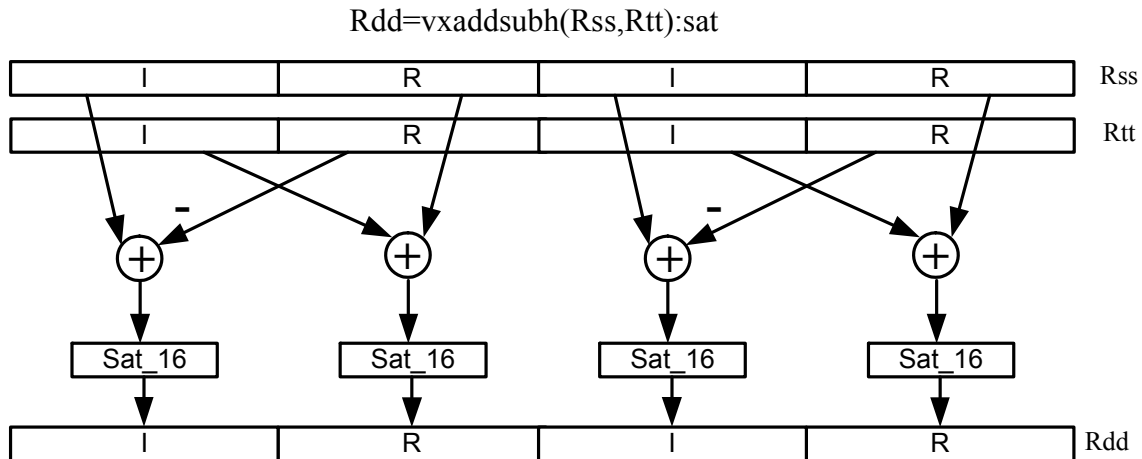 Rdd=vxaddsubh(Rss,Rtt):sat
I R I R Rss
I R I R Rtt
- -
+ + + +
Sat_16 Sat_16 Sat_16 Sat_16
I R I R Rdd